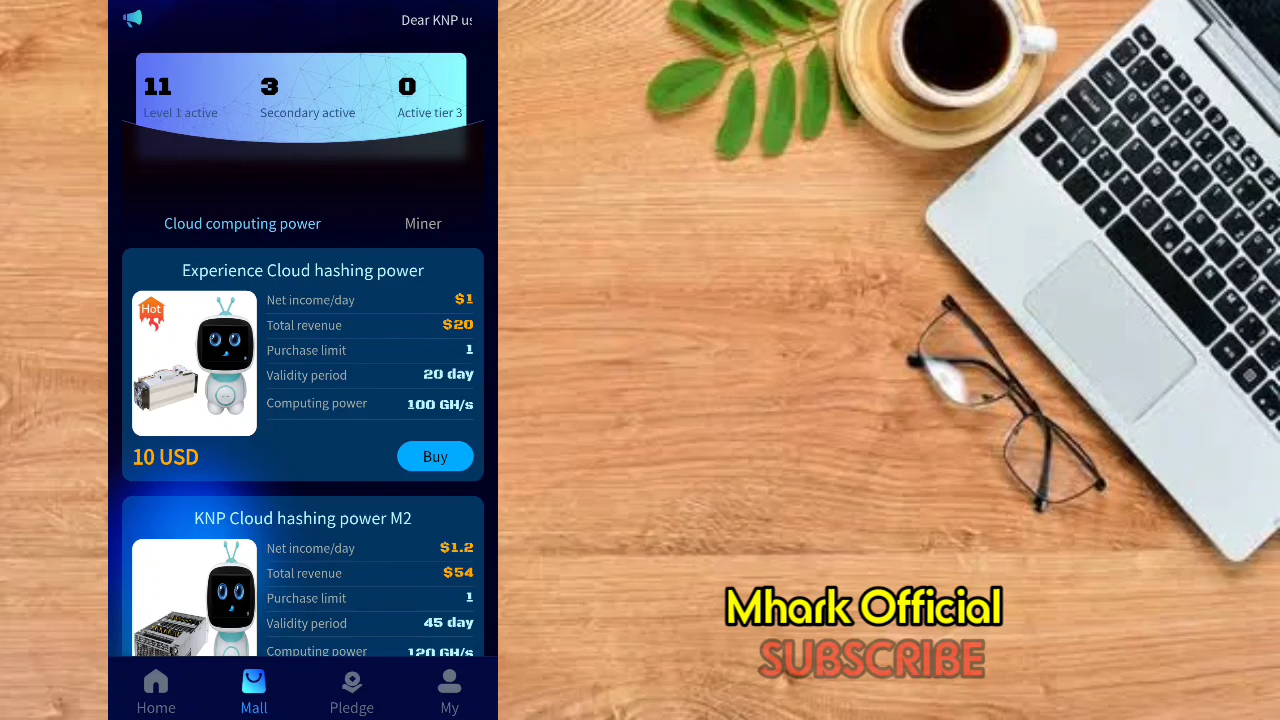 Dear KNP us
11 3 0
Level 1 active Secondary active Active tier 3
Cloud computing power Miner
Experience Cloud hashing power
Hot
Net income/day $1
Total revenue $20
Purchase limit 1
Validity period 20 day
Computing power 100 GH/s
10 USD Buy
KNP Cloud hashing power M2
Net income/day $1.2
Total revenue $54
Purchase limit 1
Validity period 45 day
Computing power 120 GH/s
Home Mall Pledge My
Mhark Official
SUBSCRIBE